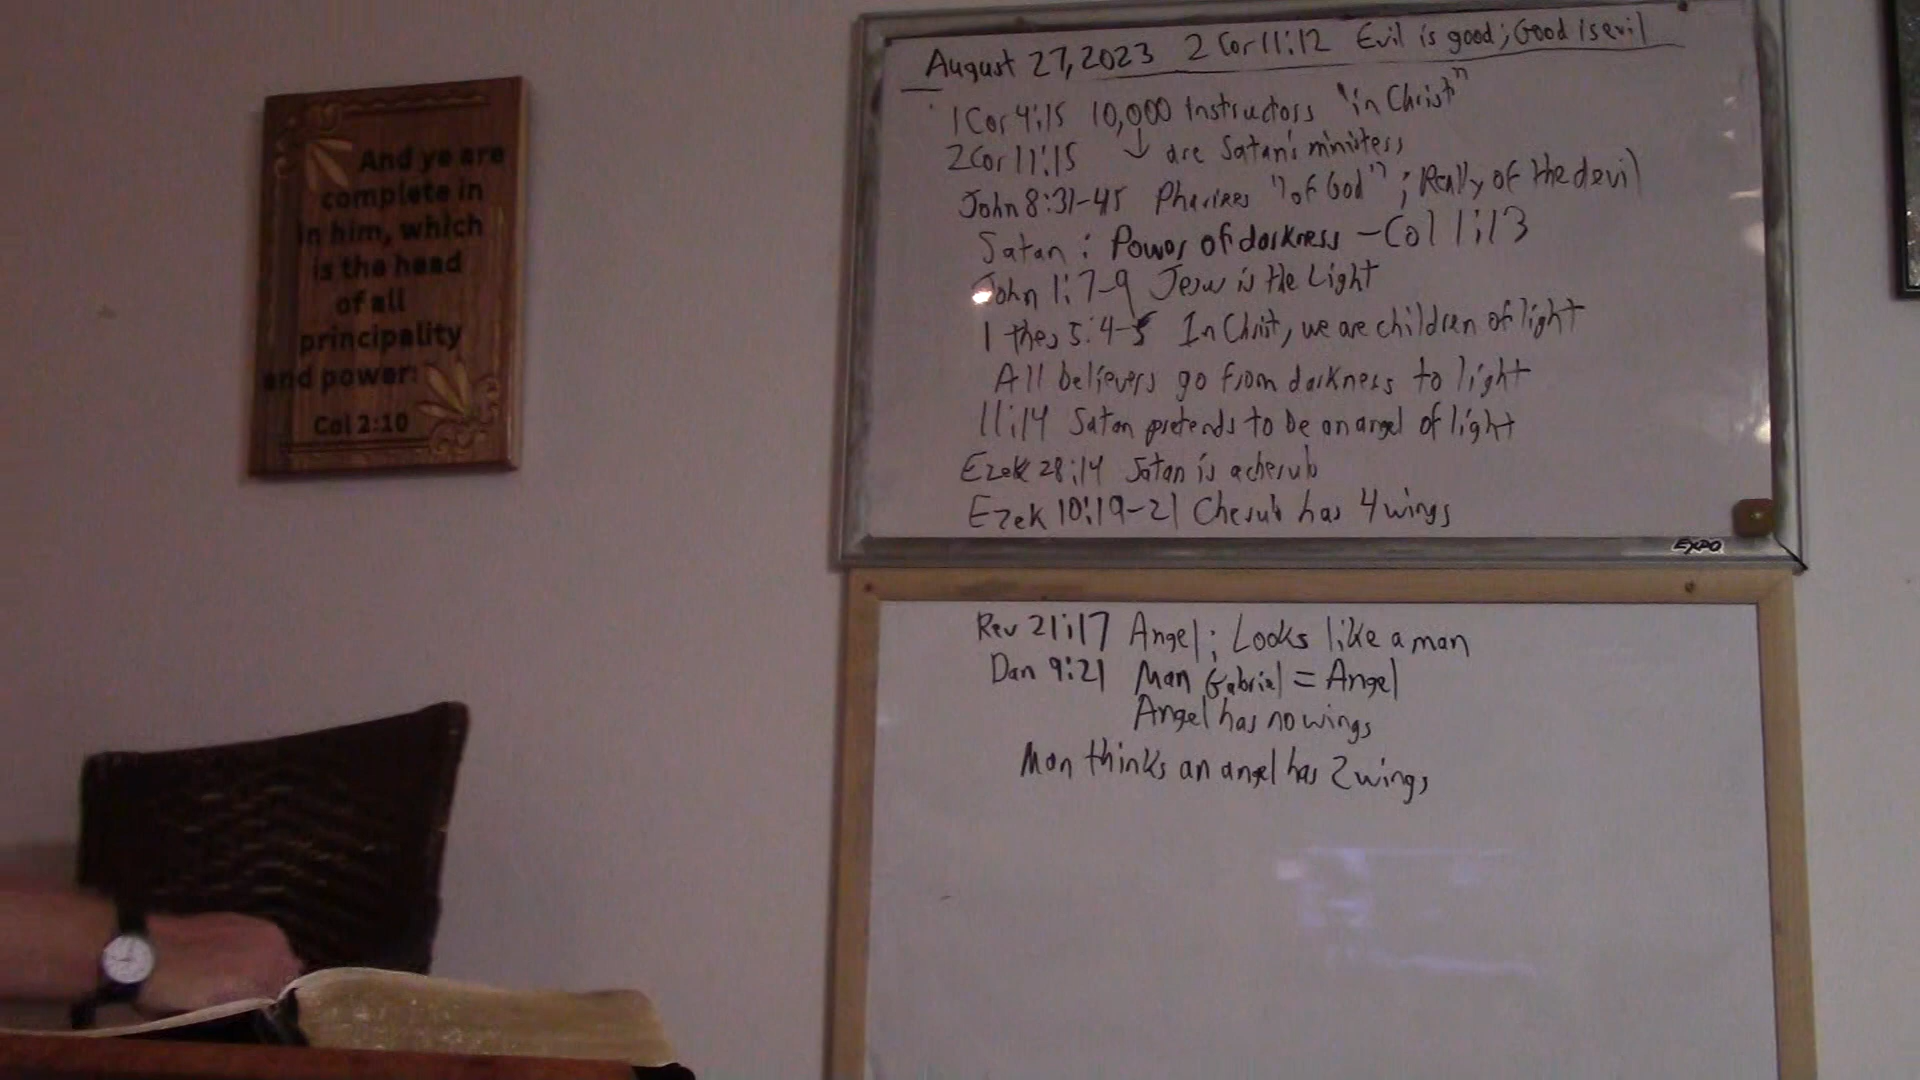 And ye are
complete in
in him, which
is the head
of all
principality
and power:
Col 2:10
August 27, 2023 2 Cor 11:12 Evil is good; Good is evil
1 Cor 4:15 10,000 Instructors "in Christ"
2 Cor 11:15 ↓ are Satan's ministers
John 8:31-45 Pharisees "of God"; Really of the devil
Satan: Power of darkness - Col 1:13
John 1:7-9 Jesus is the Light
1 thes 5:4-5 In Christ, we are children of light
All believers go from darkness to light
11:14 Satan pretends to be an angel of light
Ezek 28:14 Satan is a cherub
Ezek 10:19-21 Cherub has 4 wings
EXPO
Rev 21:17 Angel; Looks like a man
Dan 9:21 Man Gabriel = Angel
Angel has no wings
Man thinks an angel has 2 wings